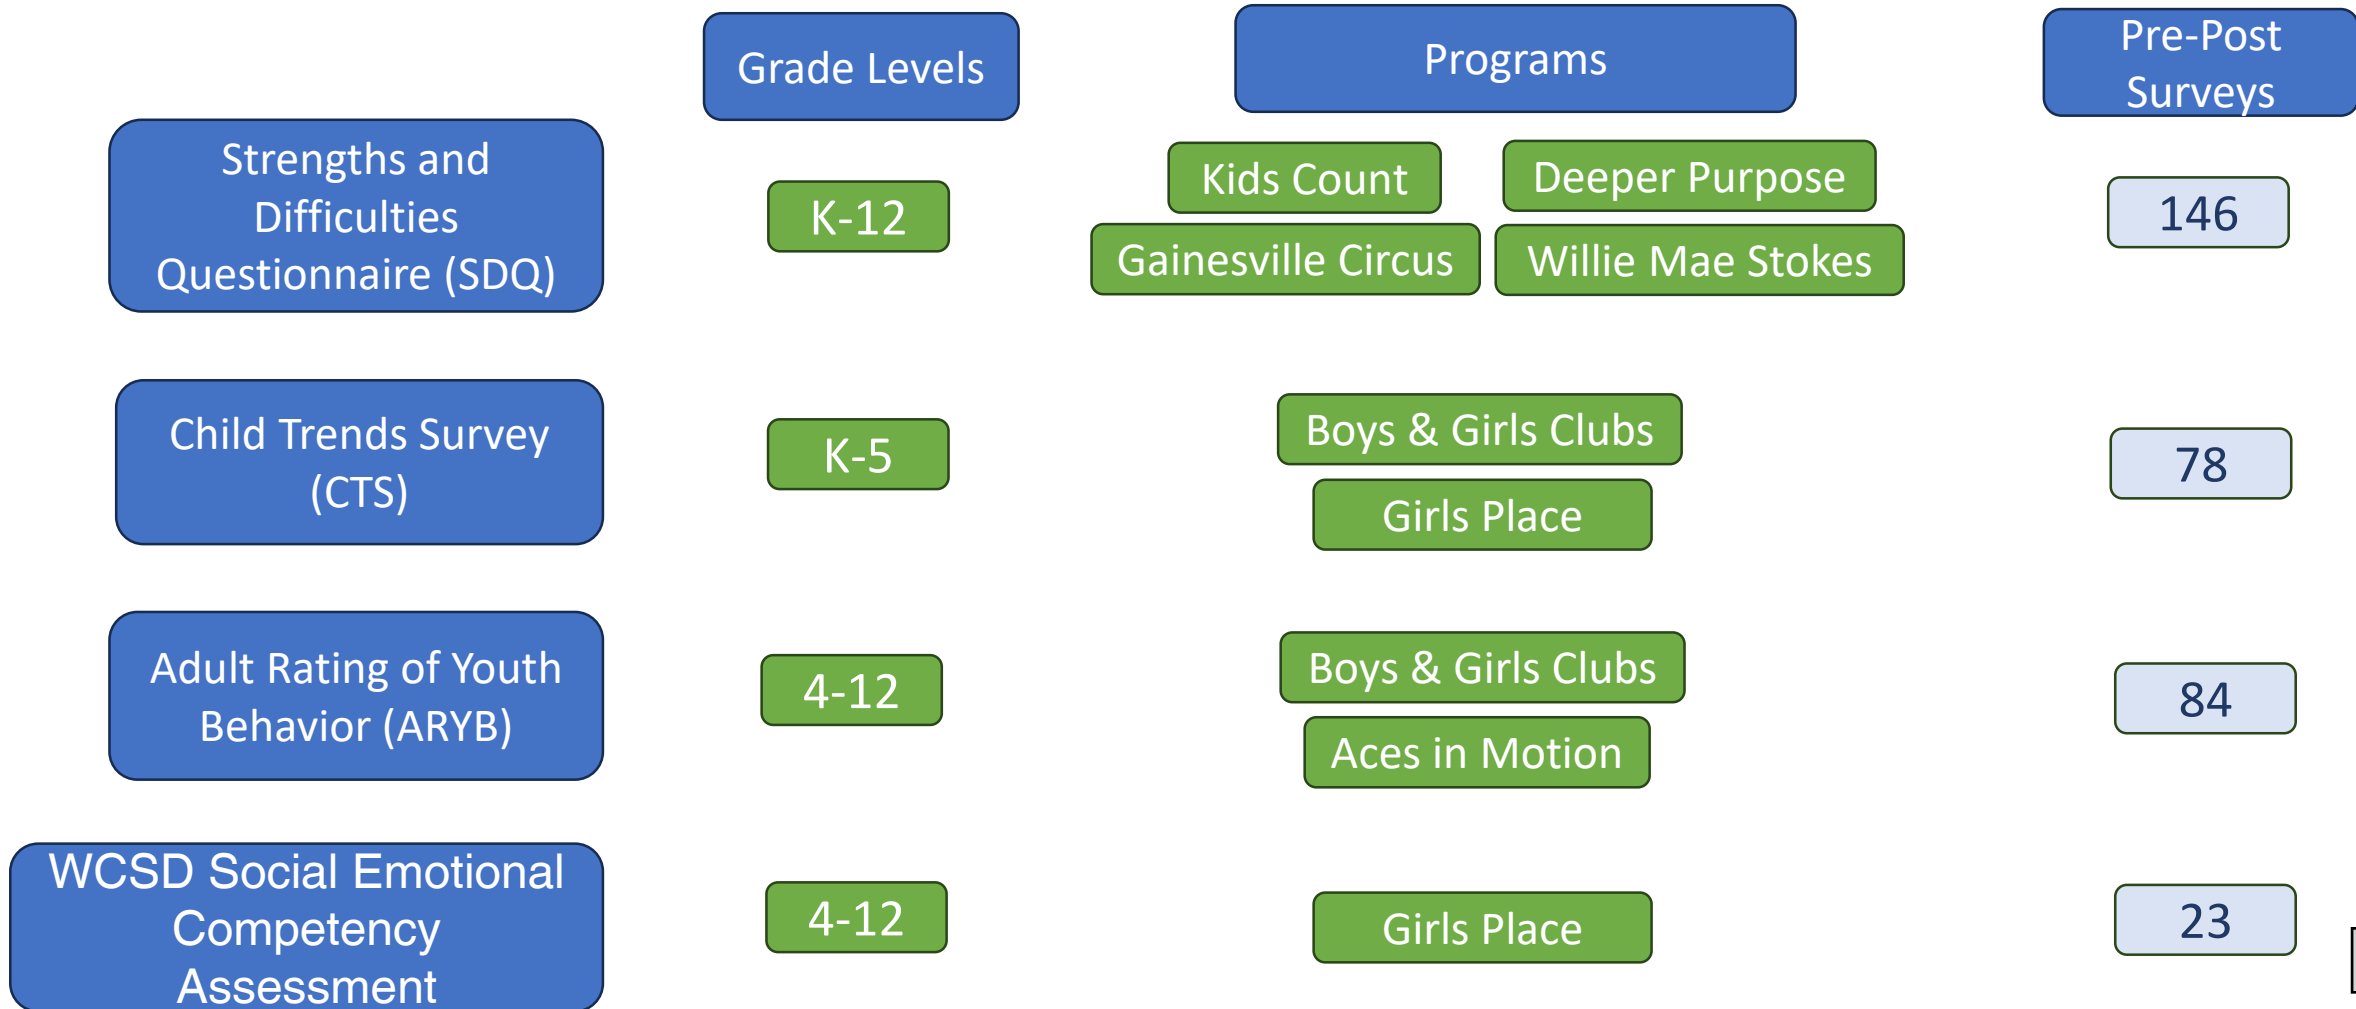 Grade Levels
Programs
Pre-Post
Surveys
Strengths and
Difficulties
Questionnaire (SDQ)
K-12
Kids Count
Deeper Purpose
Gainesville Circus
Willie Mae Stokes
146
Child Trends Survey
(CTS)
K-5
Boys & Girls Clubs
Girls Place
78
Adult Rating of Youth
Behavior (ARYB)
4-12
Boys & Girls Clubs
Aces in Motion
84
WCSD Social Emotional
Competency
Assessment
4-12
Girls Place
23